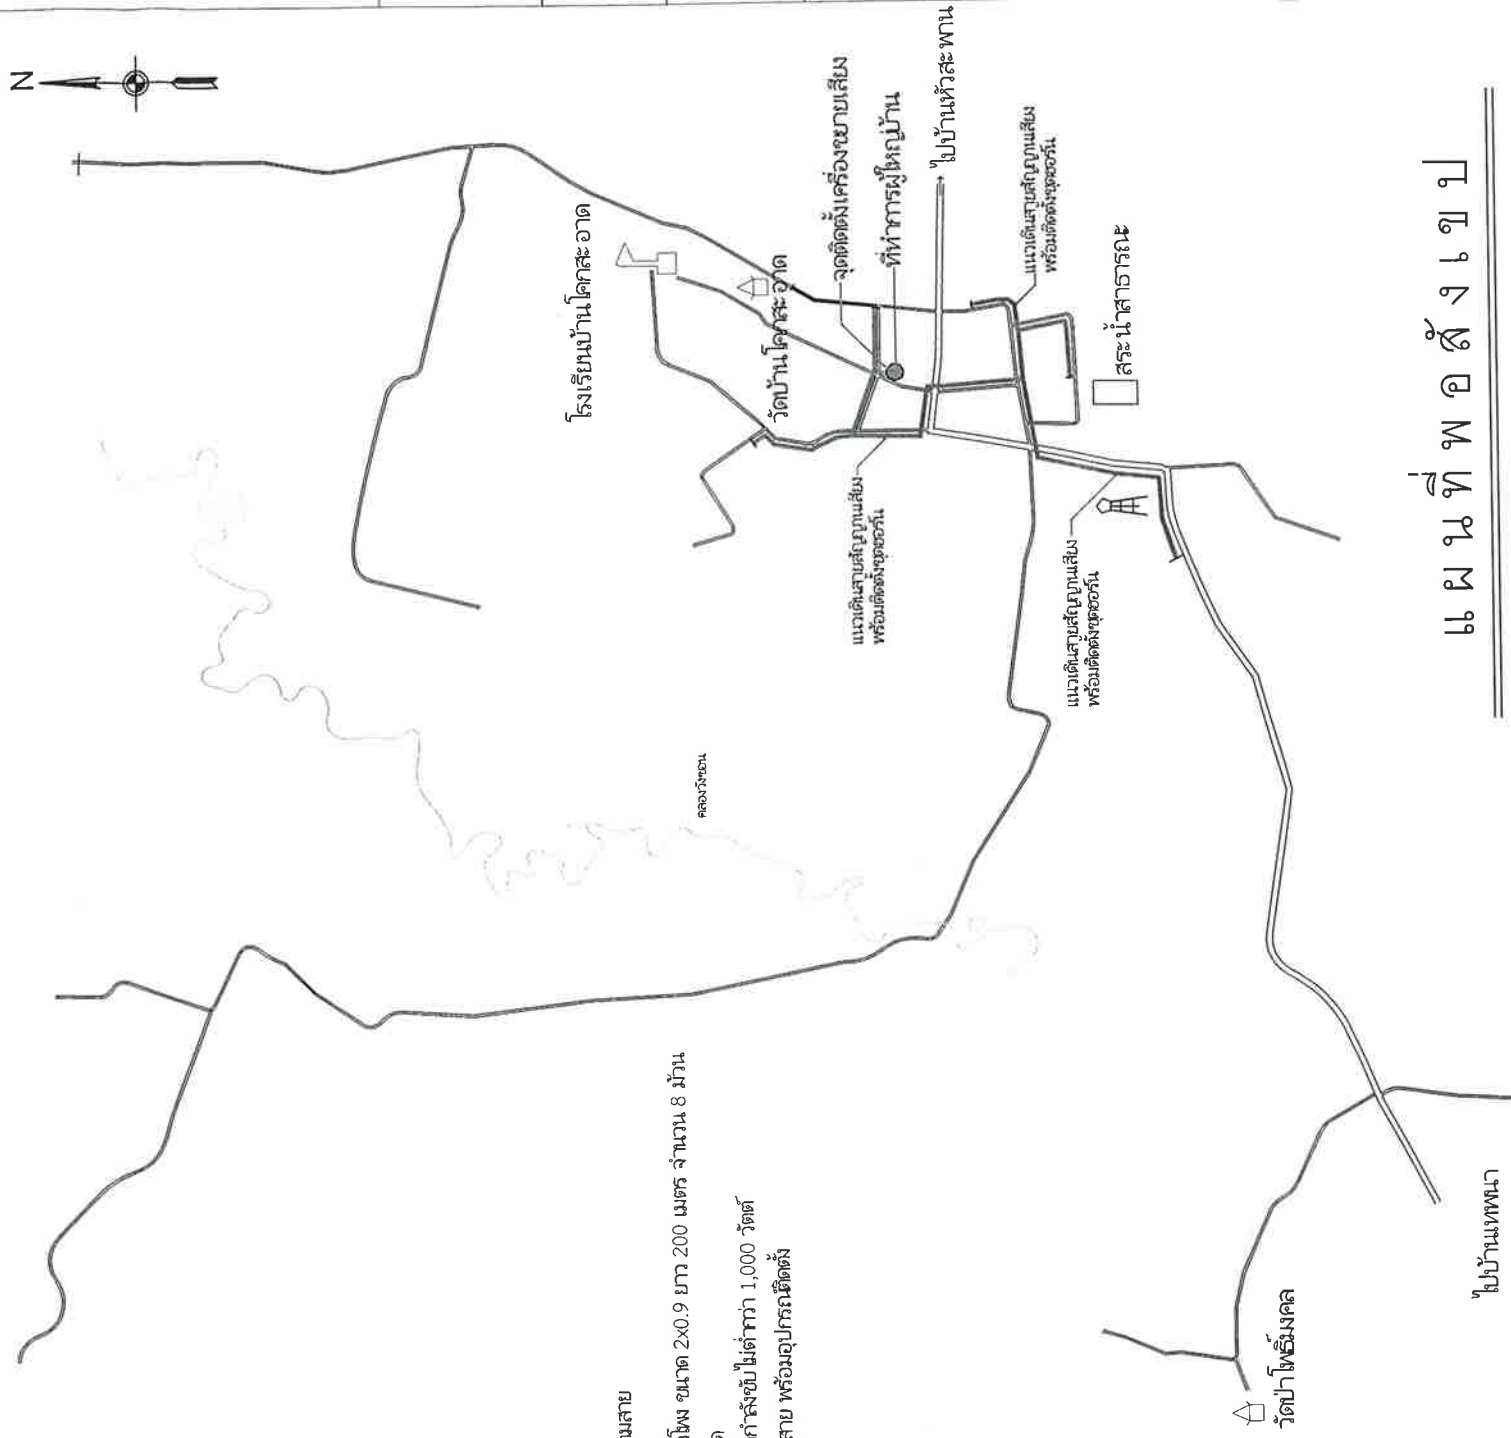 N
โรงเรียนบ้านโคกสะอาด
วัดบ้านโคกสะอาด
จุดติดตั้งเครื่องขยายเสียง
ที่ทำการผู้ใหญ่บ้าน
ไปบ้านหัวสะพาน
แนวเดินสายสัญญานเสียง
พร้อมติดตั้งชุดฮอร์น
สระน้ำสาธารณะ
แนวเดินสายสัญญานเสียง
พร้อมติดตั้งชุดฮอร์น
แนวเดินสายสัญญานเสียง
พร้อมติดตั้งชุดฮอร์น
คลองวังขอน
ามสาย
โพง ขนาด 2x0.9 ยาว 200 เมตร จำนวน 8 ม้วน
ด
กำลังขับไม่ต่ำกว่า 1,000 วัตต์
สาย พร้อมอุปกรณ์ติดตั้ง
วัดป่าโพธิ์มงคล
ไปบ้านเทพนา
แผนที่พอสังเขป